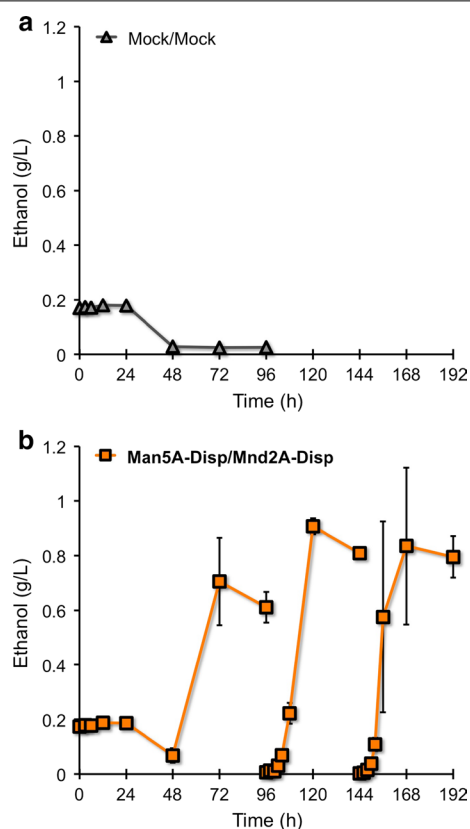 a
Mock/Mock
1.2
1
0.8
0.6
0.4
0.2
0
Ethanol (g/L)
0 24 48 72 96 120 144 168 192
Time (h)
b
Man5A-Disp/Mnd2A-Disp
1.2
1
0.8
0.6
0.4
0.2
0
Ethanol (g/L)
0 24 48 72 96 120 144 168 192
Time (h)